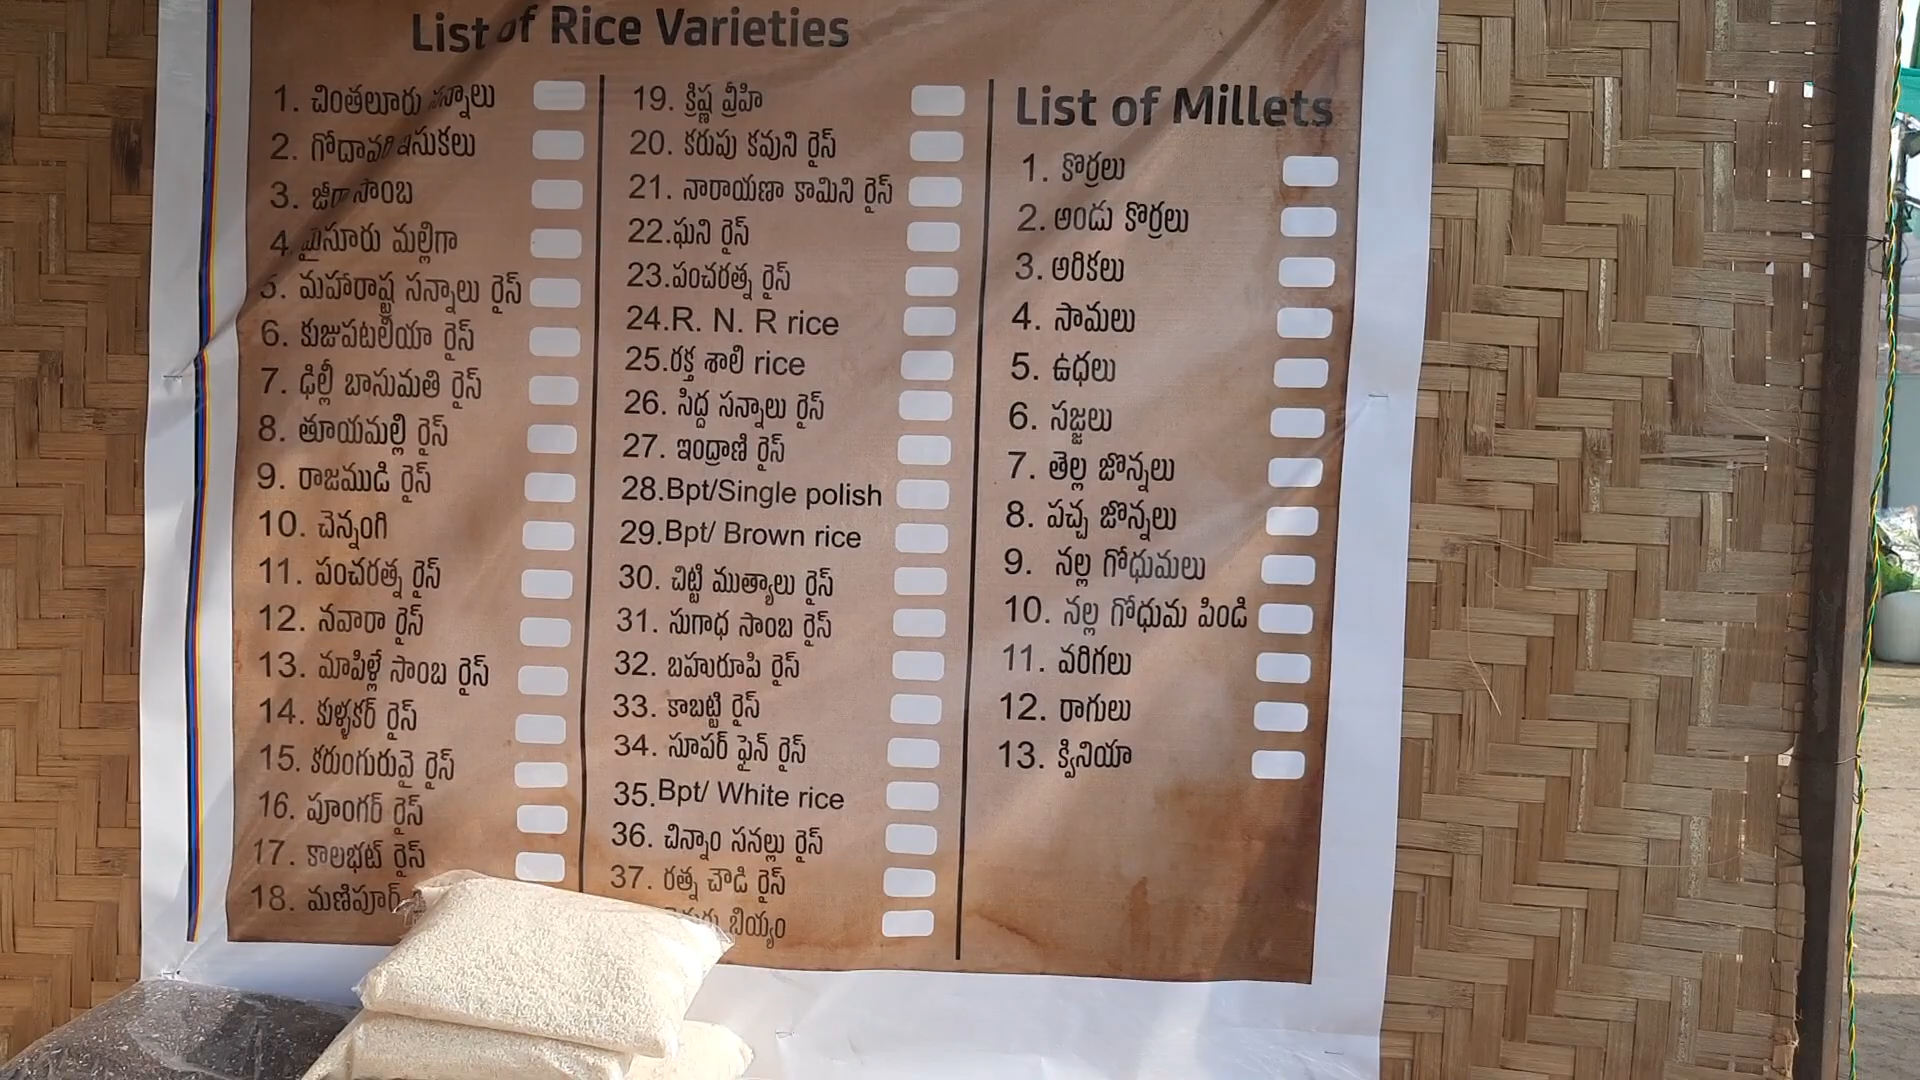 List of Rice Varieties
1. చింతలూరు సన్నాలు
2. గోదావరి ఇసుకలు
3. జీరా సాంబ
4 మైసూరు మల్లిగా
5. మహారాష్ట్ర సన్నాలు రైస్
6. కుజుపటలియా రైస్
7. ఢిల్లీ బాసుమతి రైస్
8. తూయమల్లి రైస్
9. రాజముడి రైస్
10. చెన్నంగి
11. పంచరత్న రైస్
12. నవారా రైస్
13. మాపిళ్లే సాంబ రైస్
14. కుళ్ళకర్ రైస్
15. కరుంగురువై రైస్
16. పూంగర్ రైస్
17. కాలభట్ రైస్
18. మణిపూర్
19. క్రిష్ణ వ్రీహి
20. కరుపు కవుని రైస్
21. నారాయణా కామిని రైస్
22.ఘని రైస్
23.పంచరత్న రైస్
24.R. N. R rice
25.రక్త శాలి rice
26. సిద్ద సన్నాలు రైస్
27. ఇంద్రాణి రైస్
28.Bpt/Single polish
29.Bpt/ Brown rice
30. చిట్టి ముత్యాలు రైస్
31. సుగాధ సాంబ రైస్
32. బహురూపి రైస్
33. కాబట్టి రైస్
34. సూపర్ ఫైన్ రైస్
35.Bpt/ White rice
36. చిన్నాం సనల్లు రైస్
37. రత్న చౌడి రైస్
బియ్యం
List of Millets
1. కొర్రలు
2. అండు కొర్రలు
3. అరికలు
4. సామలు
5. ఉధలు
6. సజ్జలు
7. తెల్ల జొన్నలు
8. పచ్చ జొన్నలు
9. నల్ల గోధుమలు
10. నల్ల గోధుమ పిండి
11. వరిగలు
12. రాగులు
13. క్వినియా